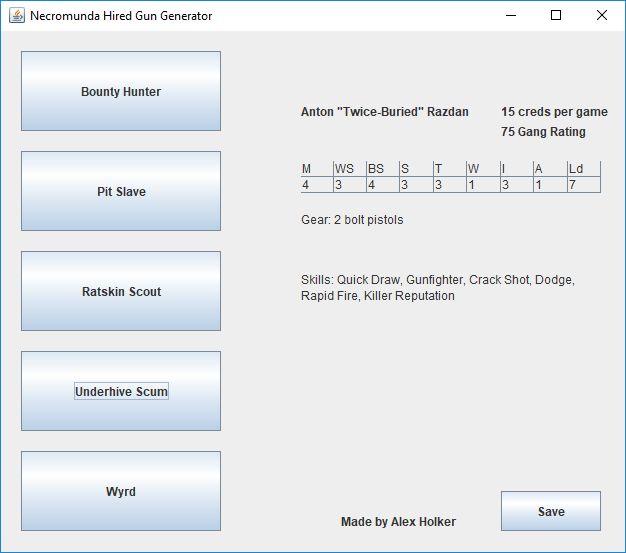 Necromunda Hired Gun Generator
Bounty Hunter
Pit Slave
Ratskin Scout
Underhive Scum
Wyrd
Anton "Twice-Buried" Razdan
15 creds per game
75 Gang Rating
M WS BS S T W I A Ld
4 3 4 3 3 1 3 1 7
Gear: 2 bolt pistols
Skills: Quick Draw, Gunfighter, Crack Shot, Dodge,
Rapid Fire, Killer Reputation
Made by Alex Holker
Save